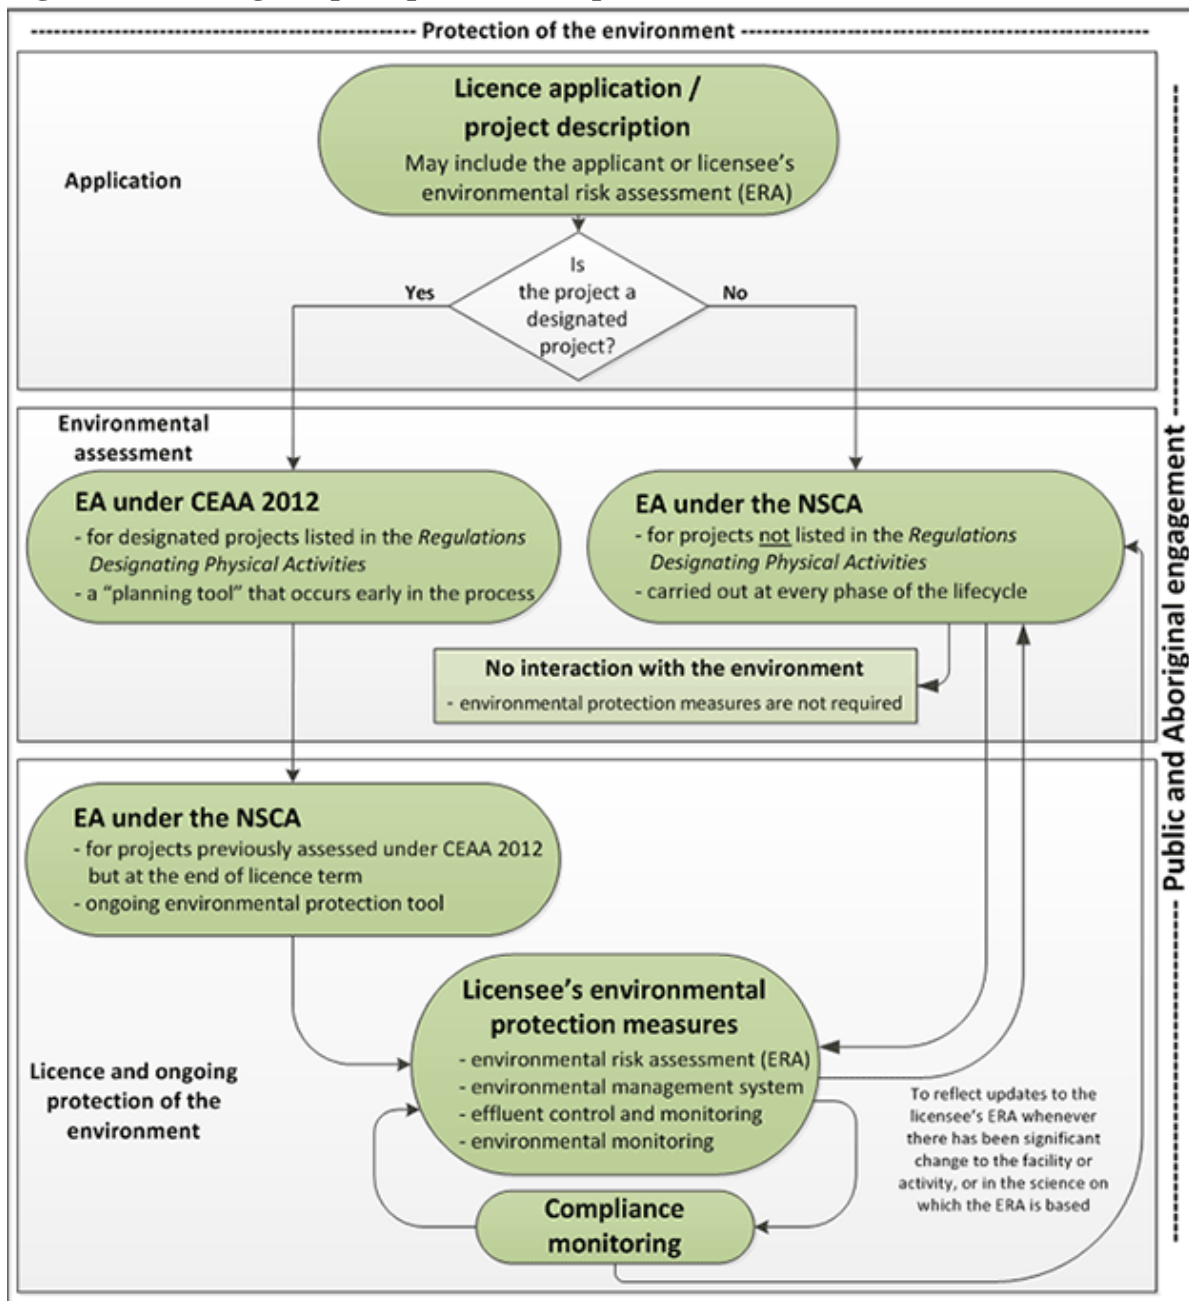 Protection of the environment
Licence application /
project description
May include the applicant or licensee's
environmental risk assessment (ERA)
Application
Is
the project a
designated
project?
Yes
No
Environmental
assessment
EA under CEAA 2012
- for designated projects listed in the Regulations
Designating Physical Activities
- a “planning tool” that occurs early in the process
EA under the NSCA
- for projects not listed in the Regulations
Designating Physical Activities
- carried out at every phase of the lifecycle
No interaction with the environment
- environmental protection measures are not required
EA under the NSCA
- for projects previously assessed under CEAA 2012
but at the end of licence term
- ongoing environmental protection tool
Licensee's environmental
protection measures
- environmental risk assessment (ERA)
- environmental management system
- effluent control and monitoring
- environmental monitoring
Licence and ongoing
protection of the
environment
To reflect updates to the
licensee's ERA whenever
there has been significant
change to the facility or
activity, or in the science on
which the ERA is based
Compliance
monitoring
Public and Aboriginal engagement